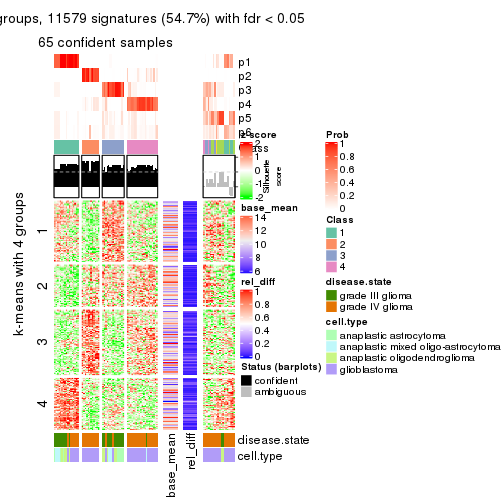 groups, 11579 signatures (54.7%) with fdr < 0.05
65 confident samples
p1
p2
p3
p4
p5
p6
z-score
2
1
0
-1
-2
Silhouette
score
base_mean
14
12
10
8
6
rel_diff
1
0.8
0.6
0.4
0.2
0
Status (barplots)
confident
ambiguous
Prob
1
0.8
0.6
0.4
0.2
0
Class
1
2
3
4
disease.state
grade III glioma
grade IV glioma
cell.type
anaplastic astrocytoma
anaplastic mixed oligo-astrocytoma
anaplastic oligodendroglioma
glioblastoma
k-means with 4 groups
1
2
3
4
disease.state
cell.type
base_mean
rel_diff